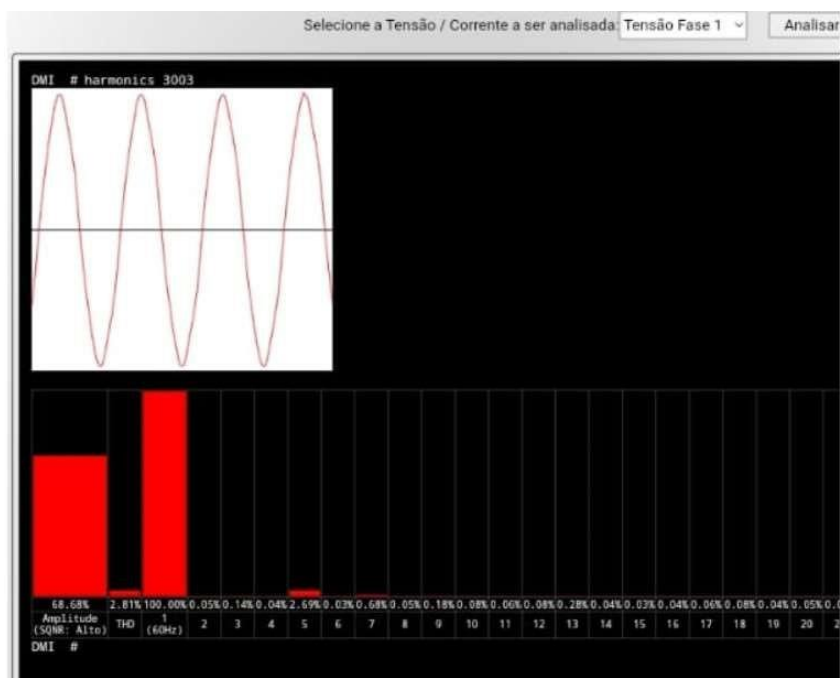 Selecione a Tensão / Corrente a ser analisada: Tensão Fase 1 Analisar
DMI # harmonics 3003
68.68% 2.81% 100.00% 0.05% 0.14% 0.04% 2.69% 0.03% 0.68% 0.05% 0.18% 0.08% 0.06% 0.08% 0.28% 0.04% 0.03% 0.04% 0.06% 0.08% 0.04% 0.05%
Amplitude THD 1 2 3 4 5 6 7 8 9 10 11 12 13 14 15 16 17 18 19 20
(SQNR: Alto) (60Hz)
DMI #